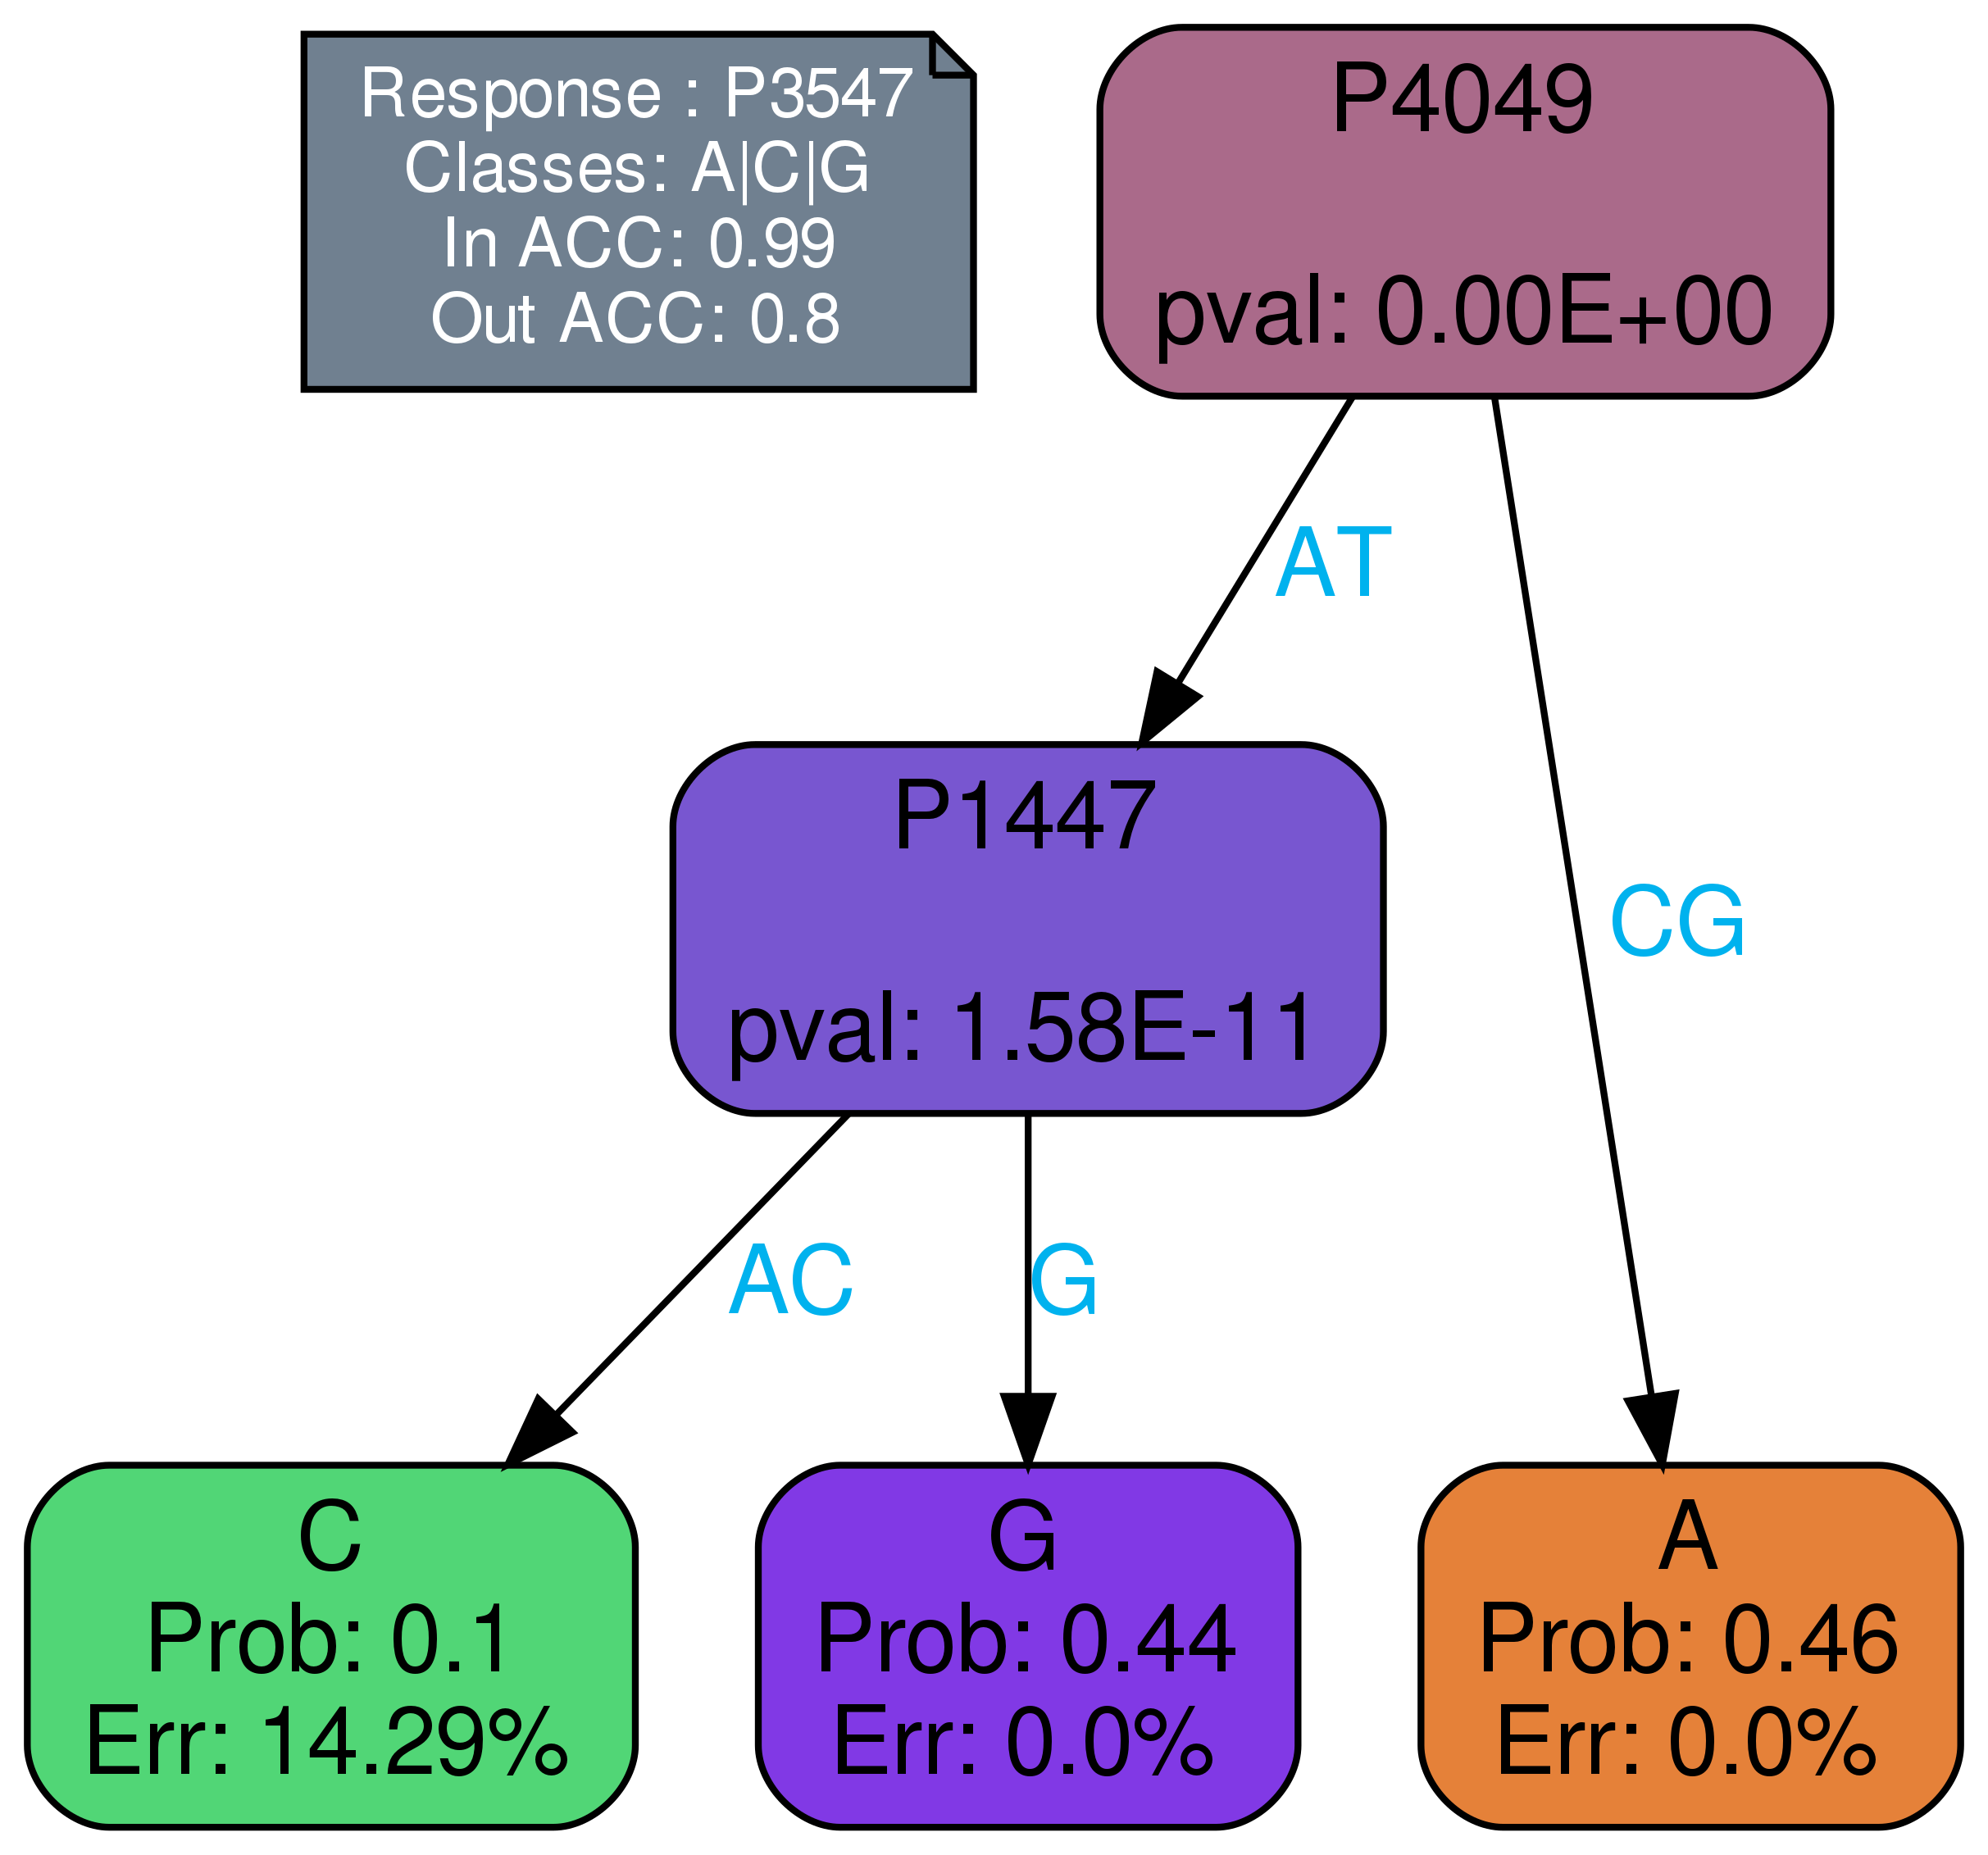 Response : P3547
Classes: A|C|G
In ACC: 0.99
Out ACC: 0.8
P4049
pval: 0.00E+00
AT
P1447
pval: 1.58E-11
CG
AC
G
C
Prob: 0.1
Err: 14.29%
G
Prob: 0.44
Err: 0.0%
A
Prob: 0.46
Err: 0.0%